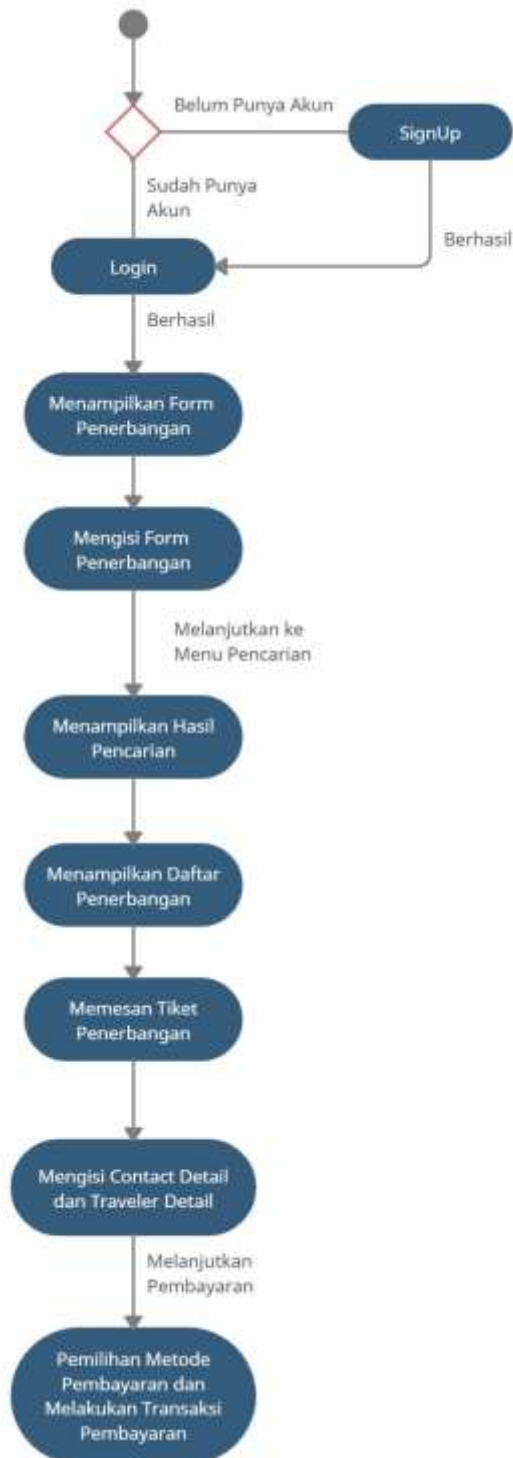 Belum Punya Akun
SignUp
Sudah Punya
Akun
Berhasil
Login
Berhasil
Menampilkan Form
Penerbangan
Mengisi Form
Penerbangan
Melanjutkan ke
Menu Pencarian
Menampilkan Hasil
Pencarian
Menampilkan Daftar
Penerbangan
Memesan Tiket
Penerbangan
Mengisi Contact Detail
dan Traveler Detail
Melanjutkan
Pembayaran
Pemilihan Metode
Pembayaran dan
Melakukan Transaksi
Pembayaran